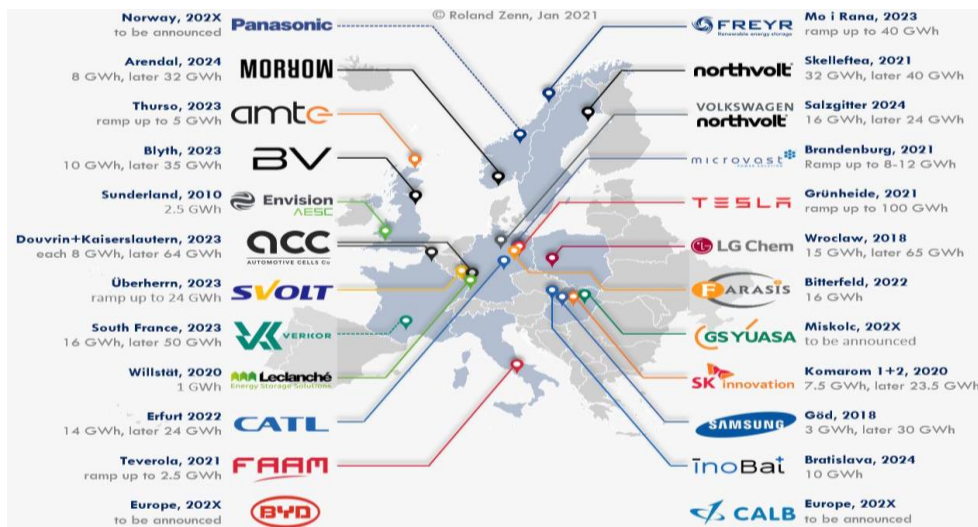 © Roland Zenn, Jan 2021
Norway, 202X
to be announced
Panasonic
Arendal, 2024
8 GWh, later 32 GWh
MORROW
Thurso, 2023
ramp up to 5 GWh
amte
Blyth, 2023
10 GWh, later 35 GWh
BV
Sunderland, 2010
2.5 GWh
Envision
AESC
Douvrin+Kaiserslautern, 2023
each 8 GWh, later 64 GWh
acc
AUTOMOTIVE CELLS Co
Überherrn, 2023
ramp up to 24 GWh
SVOLT
South France, 2023
16 GWh, later 50 GWh
VERKOR
Willstät, 2020
1 GWh
Leclanché
Energy Storage Solutions
Erfurt 2022
14 GWh, later 24 GWh
CATL
Teverola, 2021
ramp up to 2.5 GWh
FAAM
Europe, 202X
to be announced
BYD
FREYR
Renewable energy storage
Mo i Rana, 2023
ramp up to 40 GWh
northvolt
Skelleftea, 2021
32 GWh, later 40 GWh
VOLKSWAGEN
northvolt
Salzgitter 2024
16 GWh, later 24 GWh
microvast
POWER SOLUTIONS
Brandenburg, 2021
Ramp up to 8-12 GWh
TESLA
Grünheide, 2021
ramp up to 100 GWh
LG Chem
Wroclaw, 2018
15 GWh, later 65 GWh
FARASIS
Bitterfeld, 2022
16 GWh
GS YUASA
Miskolc, 202X
to be announced
SK innovation
Komarom 1+2, 2020
7.5 GWh, later 23.5 GWh
SAMSUNG
Göd, 2018
3 GWh, later 30 GWh
ınoBat
Bratislava, 2024
10 GWh
CALB
Europe, 202X
to be announced